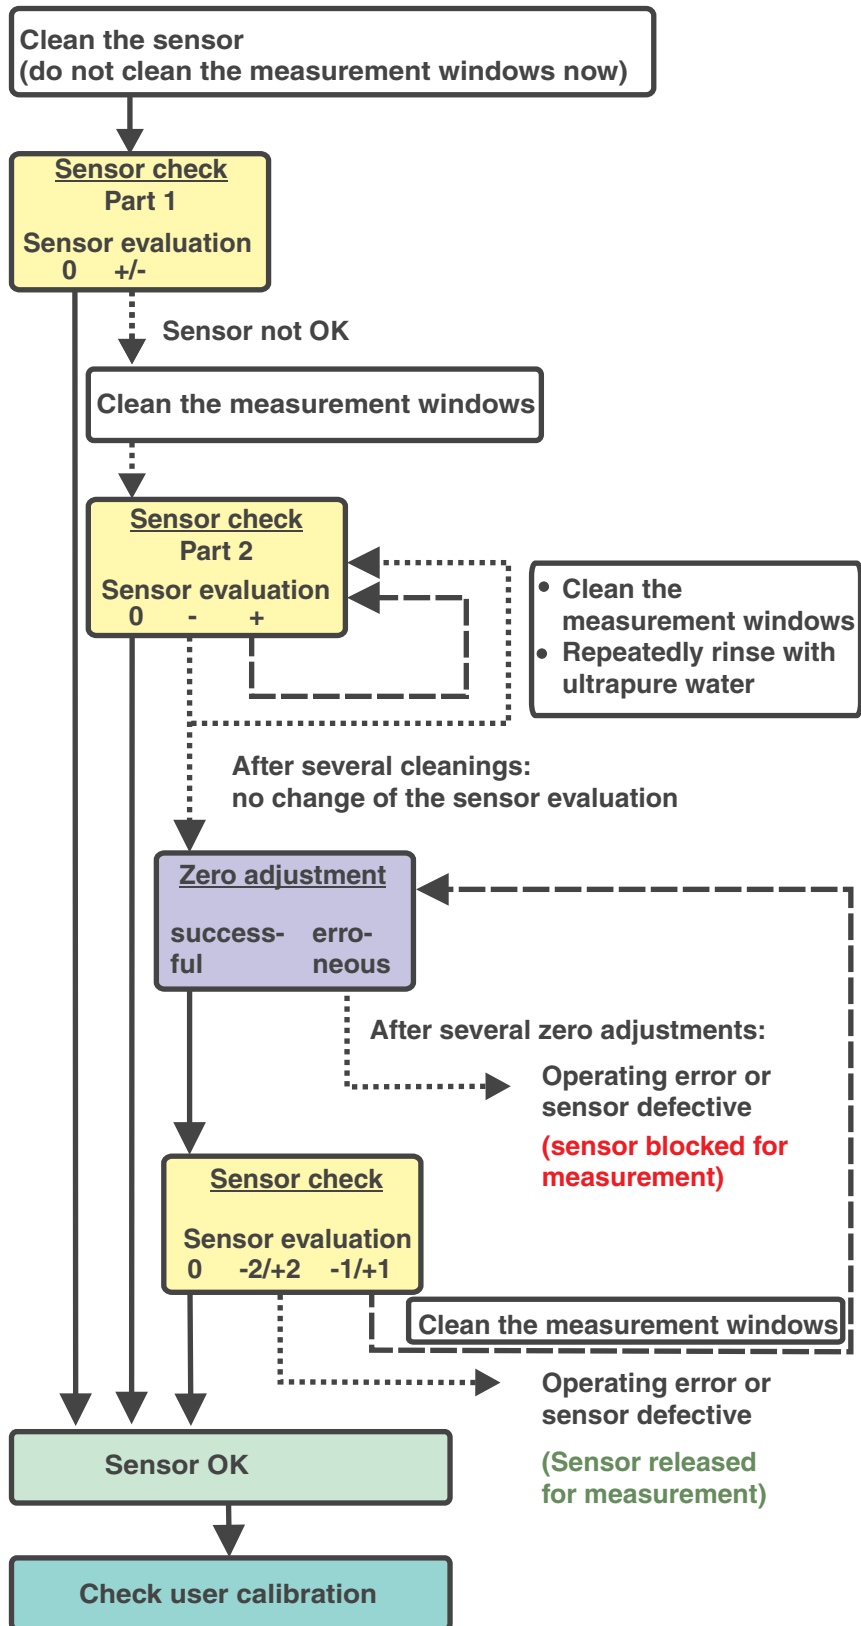 Clean the sensor
(do not clean the measurement windows now)
Sensor check
Part 1
Sensor evaluation
0 +/-
Sensor not OK
Clean the measurement windows
Sensor check
Part 2
Sensor evaluation
0 - +
• Clean the
measurement windows
• Repeatedly rinse with
ultrapure water
After several cleanings:
no change of the sensor evaluation
Zero adjustment
success- erro-
ful neous
After several zero adjustments:
Operating error or
sensor defective
(sensor blocked for
measurement)
Sensor check
Sensor evaluation
0 -2/+2 -1/+1
Clean the measurement windows
Operating error or
sensor defective
(Sensor released
for measurement)
Sensor OK
Check user calibration